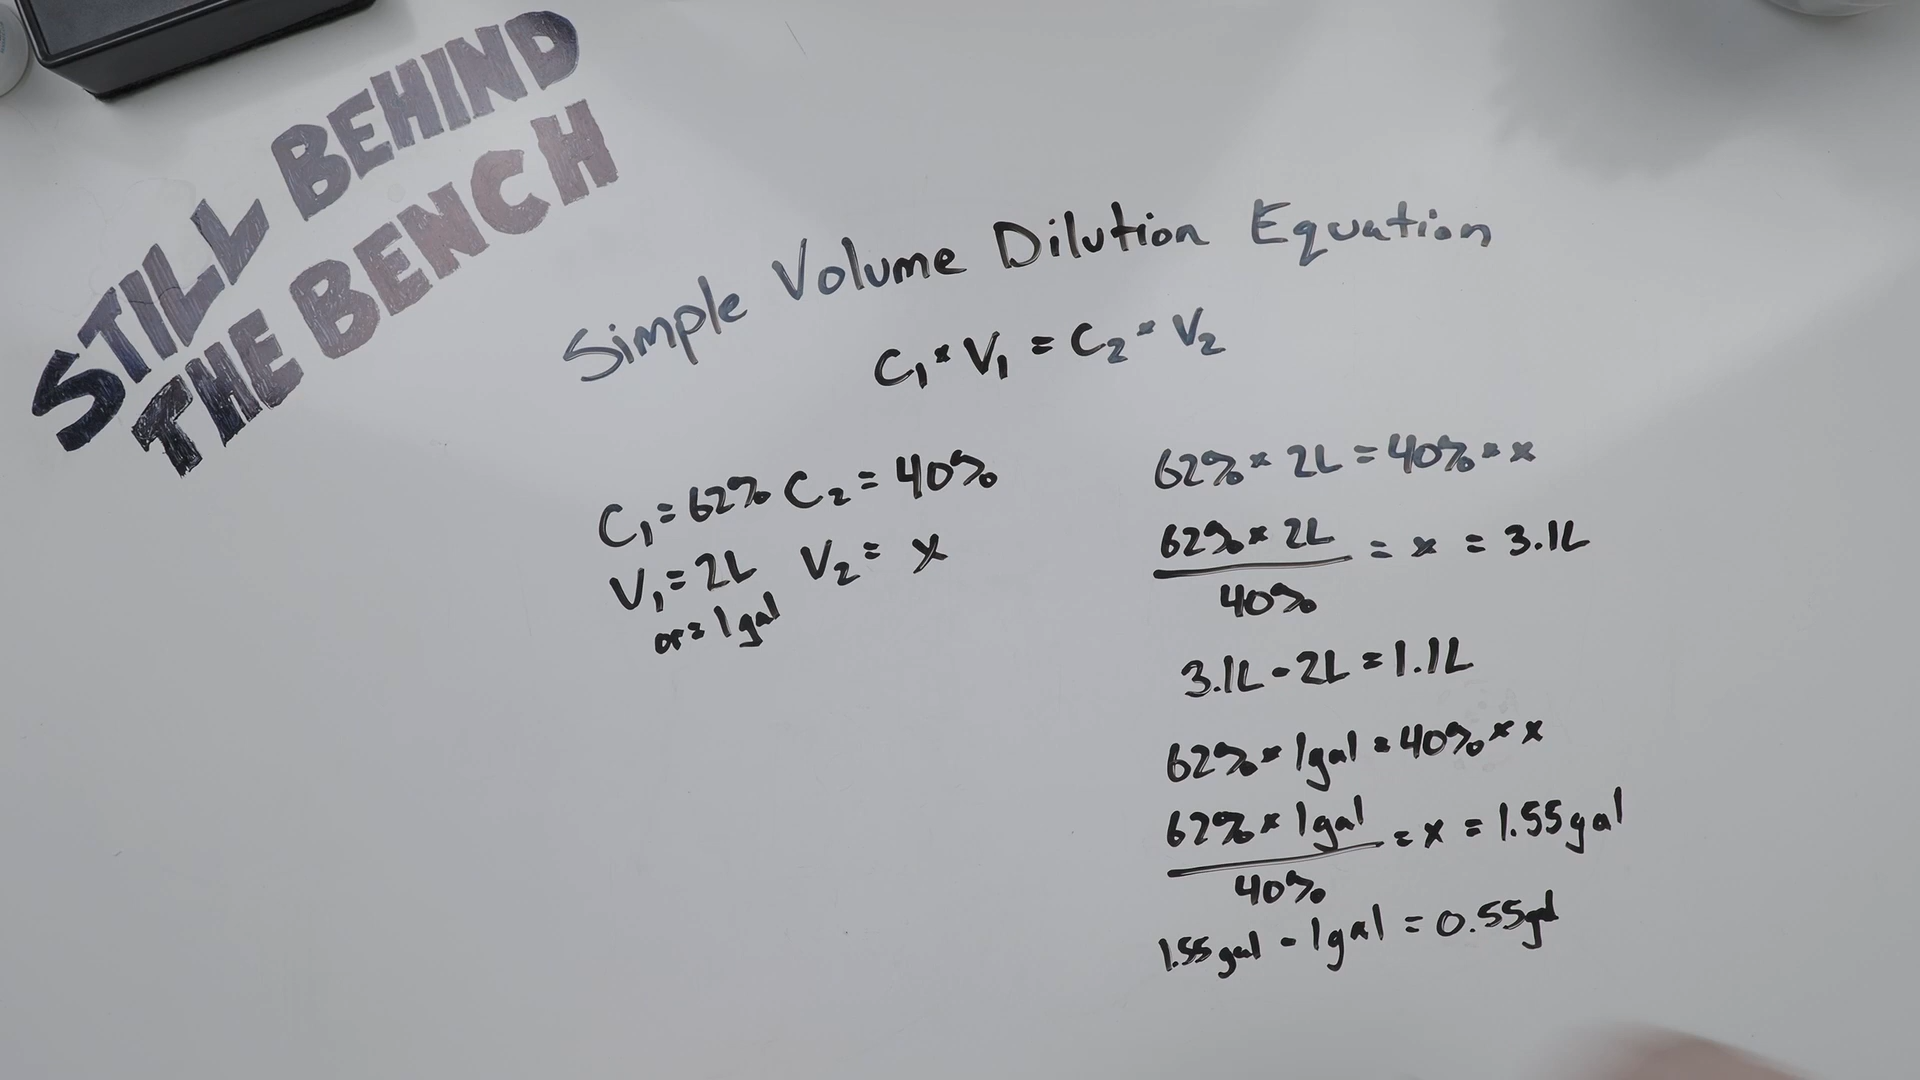 STILL BEHIND
THE BENCH
Simple Volume Dilution Equation
C₁ * V₁ = C₂ * V₂
C₁ = 62% C₂ = 40%
V₁ = 2L V₂ = x
or = 1gal
62% * 2L = 40% * x
62% * 2L
= x = 3.1L
40%
3.1L - 2L = 1.1L
62% * 1gal = 40% * x
62% * 1gal
= x = 1.55gal
40%
1.55gal - 1gal = 0.55gal